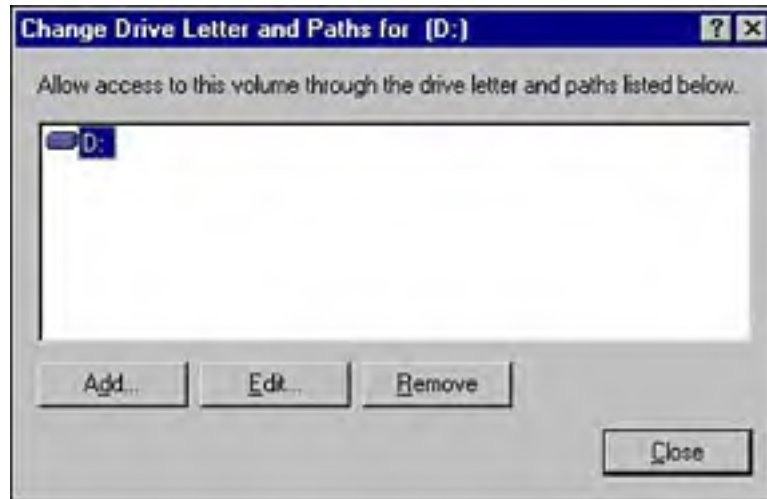 Change Drive Letter and Paths for (D:)
? X
Allow access to this volume through the drive letter and paths listed below.
D:
Add... Edit... Remove
Close